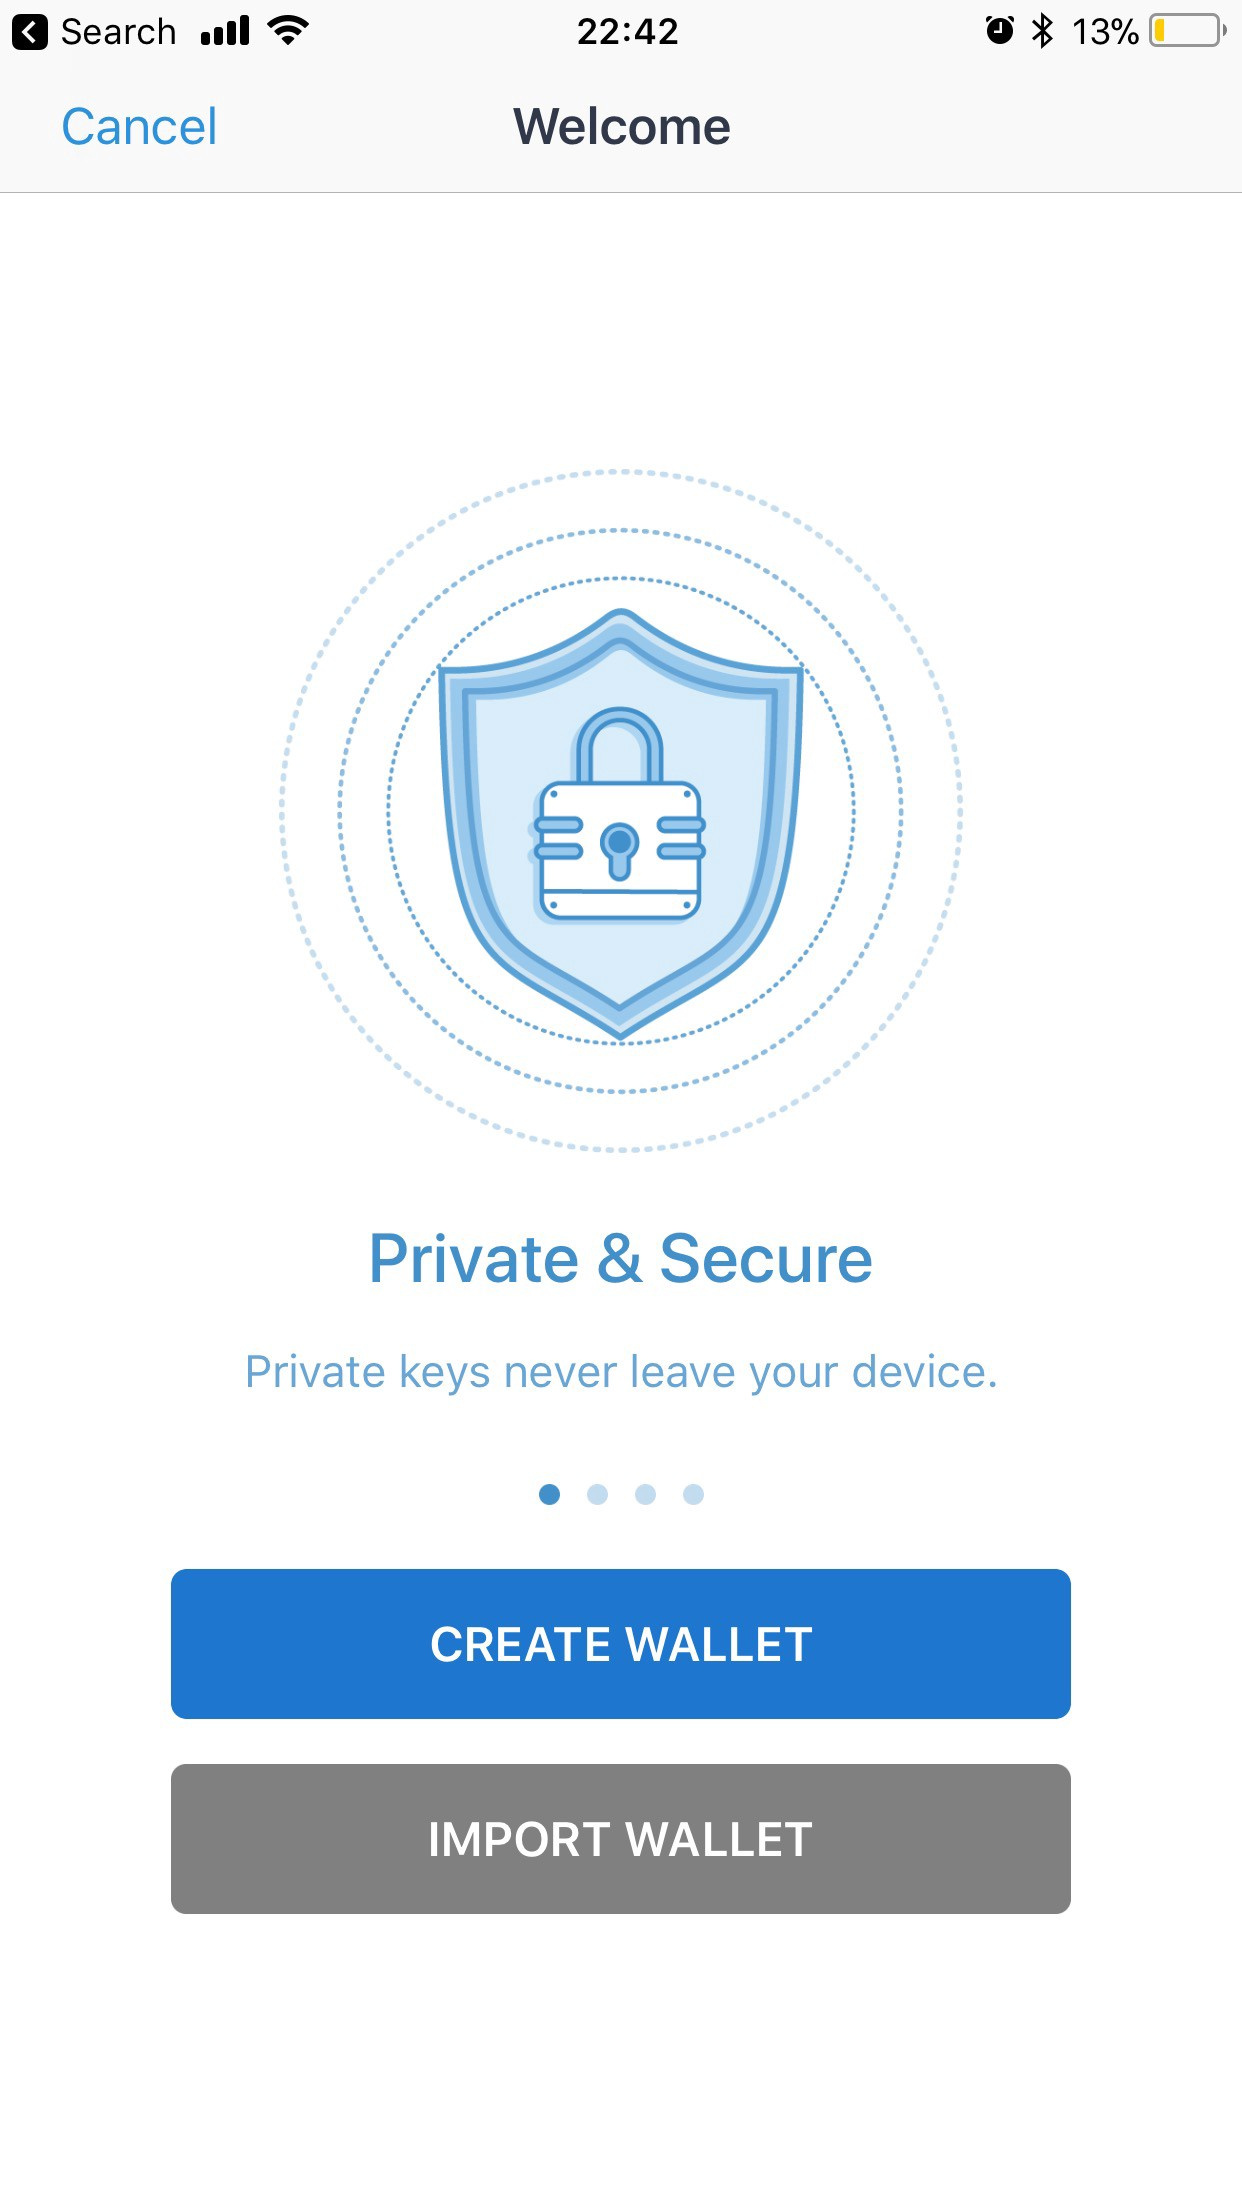 Search 22:42 13%
Cancel Welcome
Private & Secure
Private keys never leave your device.
CREATE WALLET
IMPORT WALLET